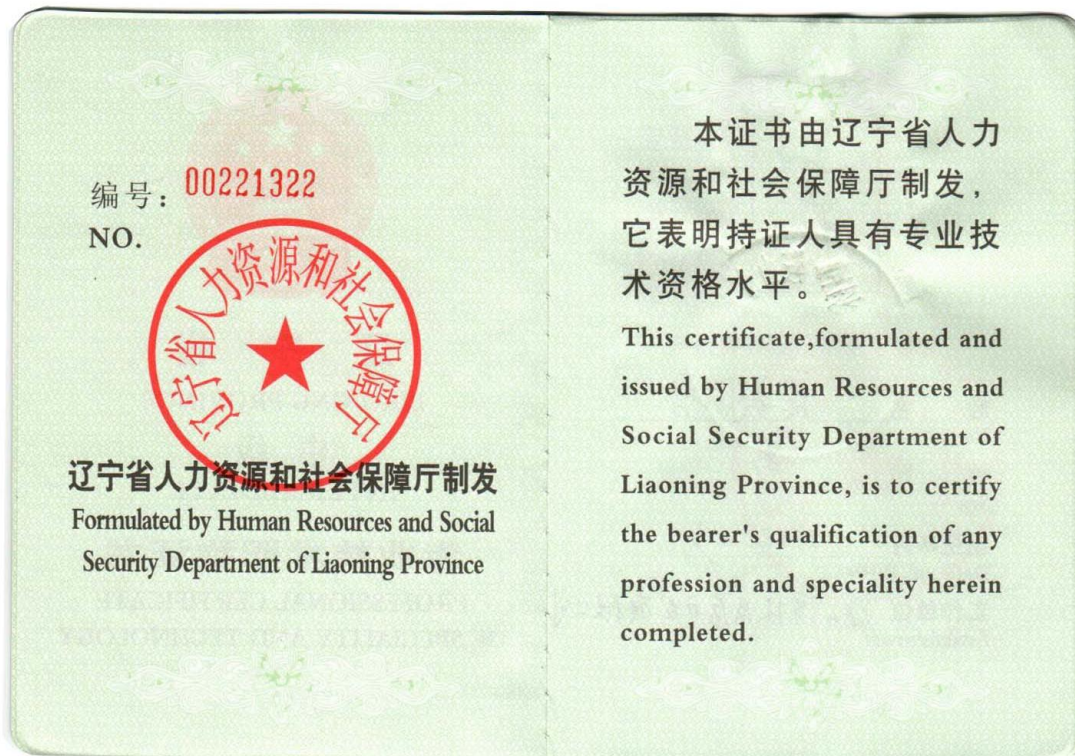 编号：00221322
NO.
辽宁省人力资源和社会保障厅
辽宁省人力资源和社会保障厅制发
Formulated by Human Resources and Social
Security Department of Liaoning Province
本证书由辽宁省人力
资源和社会保障厅制发，
它表明持证人具有专业技
术资格水平。
This certificate,formulated and
issued by Human Resources and
Social Security Department of
Liaoning Province, is to certify
the bearer's qualification of any
profession and speciality herein
completed.